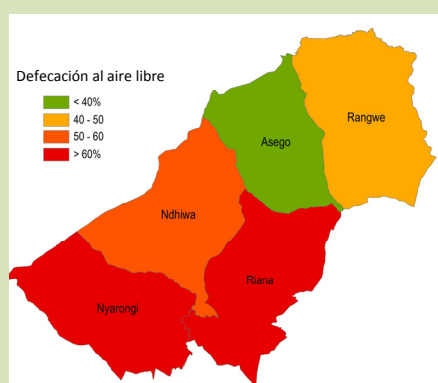 Defecación al aire libre
< 40%
40 - 50
50 - 60
> 60%
Rangwe
Asego
Ndhiwa
Riana
Nyarongi